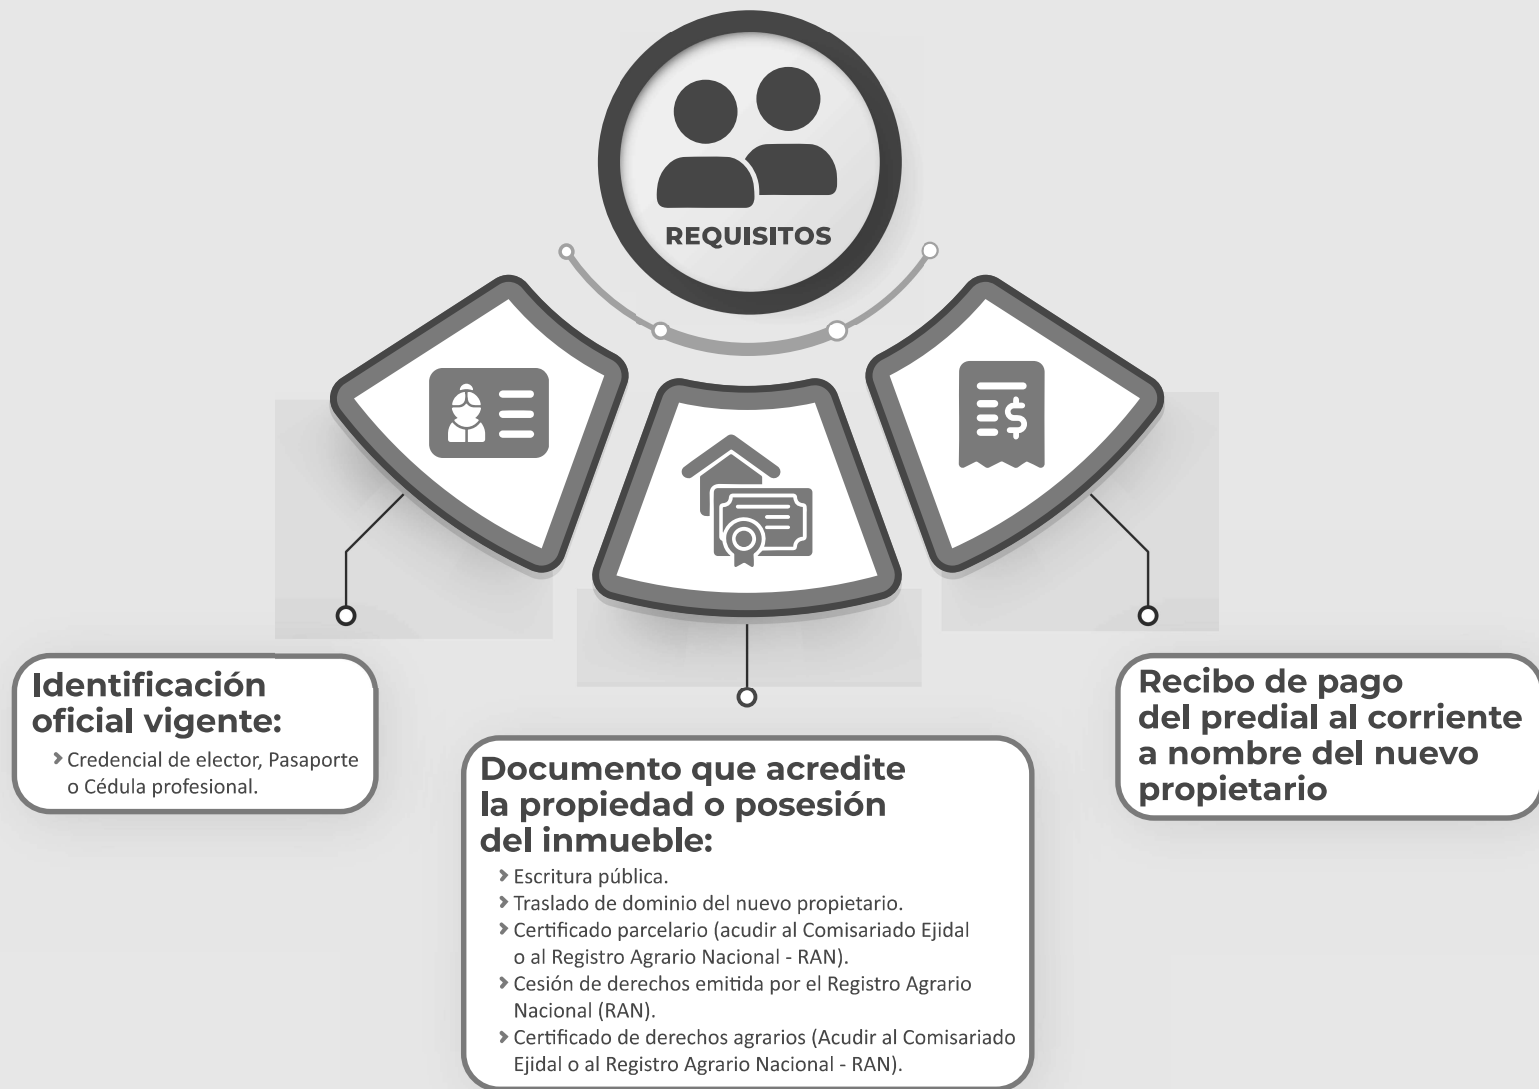 REQUISITOS
Identificación
oficial vigente:
Credencial de elector, Pasaporte
o Cédula profesional.
Documento que acredite
la propiedad o posesión
del inmueble:
Escritura pública.
Traslado de dominio del nuevo propietario.
Certificado parcelario (acudir al Comisariado Ejidal
o al Registro Agrario Nacional - RAN).
Cesión de derechos emitida por el Registro Agrario
Nacional (RAN).
Certificado de derechos agrarios (Acudir al Comisariado
Ejidal o al Registro Agrario Nacional - RAN).
Recibo de pago
del predial al corriente
a nombre del nuevo
propietario